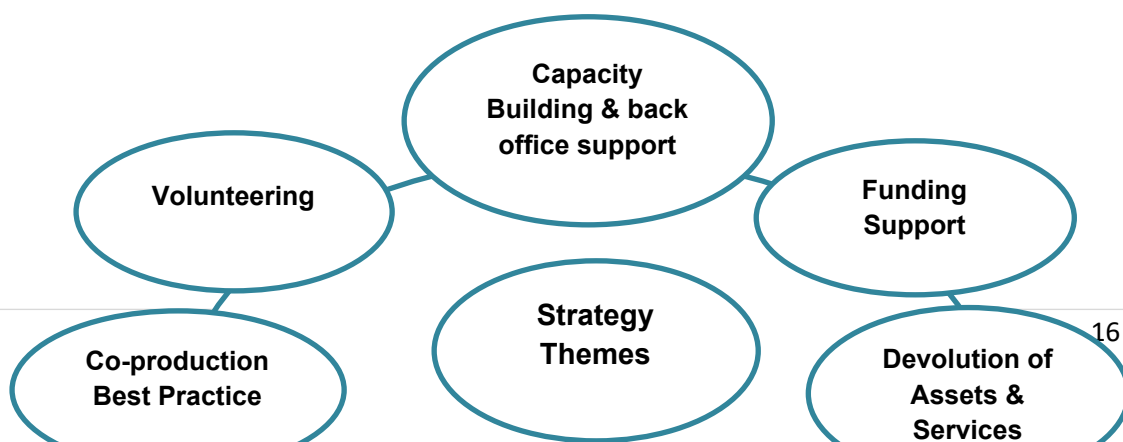 Capacity
Building & back
office support
Volunteering
Funding
Support
Strategy
Themes
16
Co-production
Best Practice
Devolution of
Assets &
Services